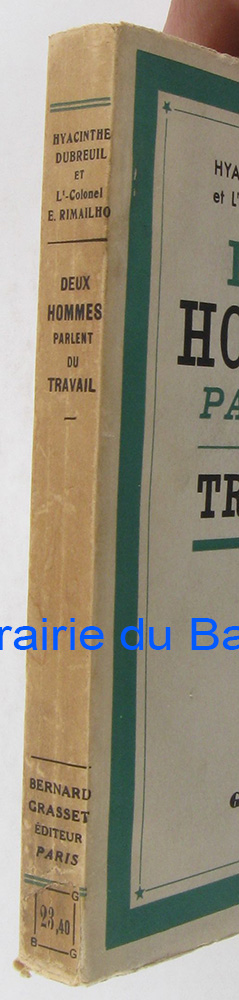 HYACINTHE
DUBREUIL
ET
Lt-Colonel
E. RIMAILHO
DEUX
HOMMES
PARLENT
DU
TRAVAIL
BERNARD
GRASSET
ÉDITEUR
PARIS
G
23,40
B
G
HYA
et L
HO
PA
TR
G
rairie du Ba